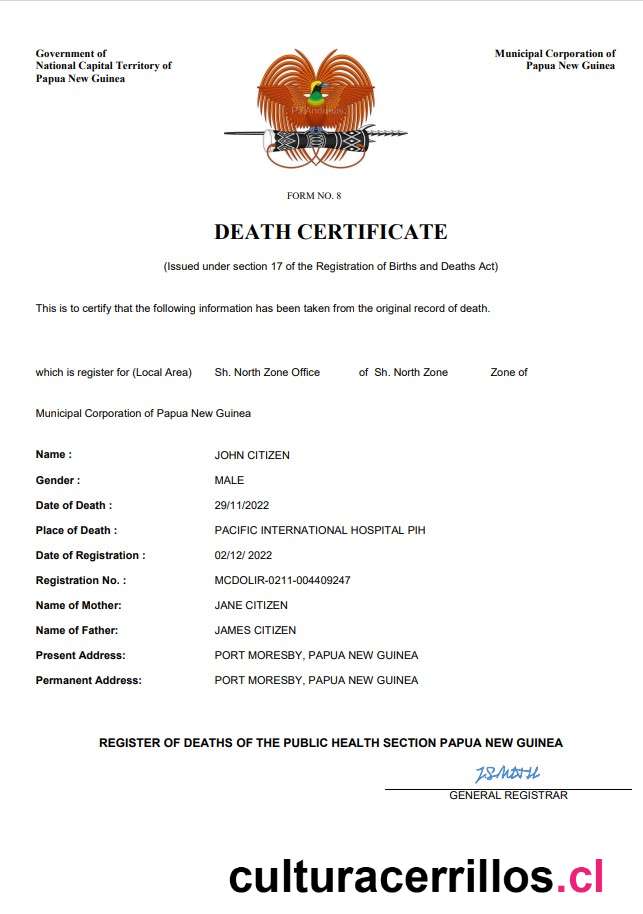 Government of
National Capital Territory of
Papua New Guinea
Municipal Corporation of
Papua New Guinea
FORM NO. 8
DEATH CERTIFICATE
(Issued under section 17 of the Registration of Births and Deaths Act)
This is to certify that the following information has been taken from the original record of death.
which is register for (Local Area) Sh. North Zone Office of Sh. North Zone Zone of
Municipal Corporation of Papua New Guinea
Name : JOHN CITIZEN
Gender : MALE
Date of Death : 29/11/2022
Place of Death : PACIFIC INTERNATIONAL HOSPITAL PIH
Date of Registration : 02/12/ 2022
Registration No. : MCDOLIR-0211-004409247
Name of Mother: JANE CITIZEN
Name of Father: JAMES CITIZEN
Present Address: PORT MORESBY, PAPUA NEW GUINEA
Permanent Address: PORT MORESBY, PAPUA NEW GUINEA
REGISTER OF DEATHS OF THE PUBLIC HEALTH SECTION PAPUA NEW GUINEA
GENERAL REGISTRAR
culturacerrillos.cl